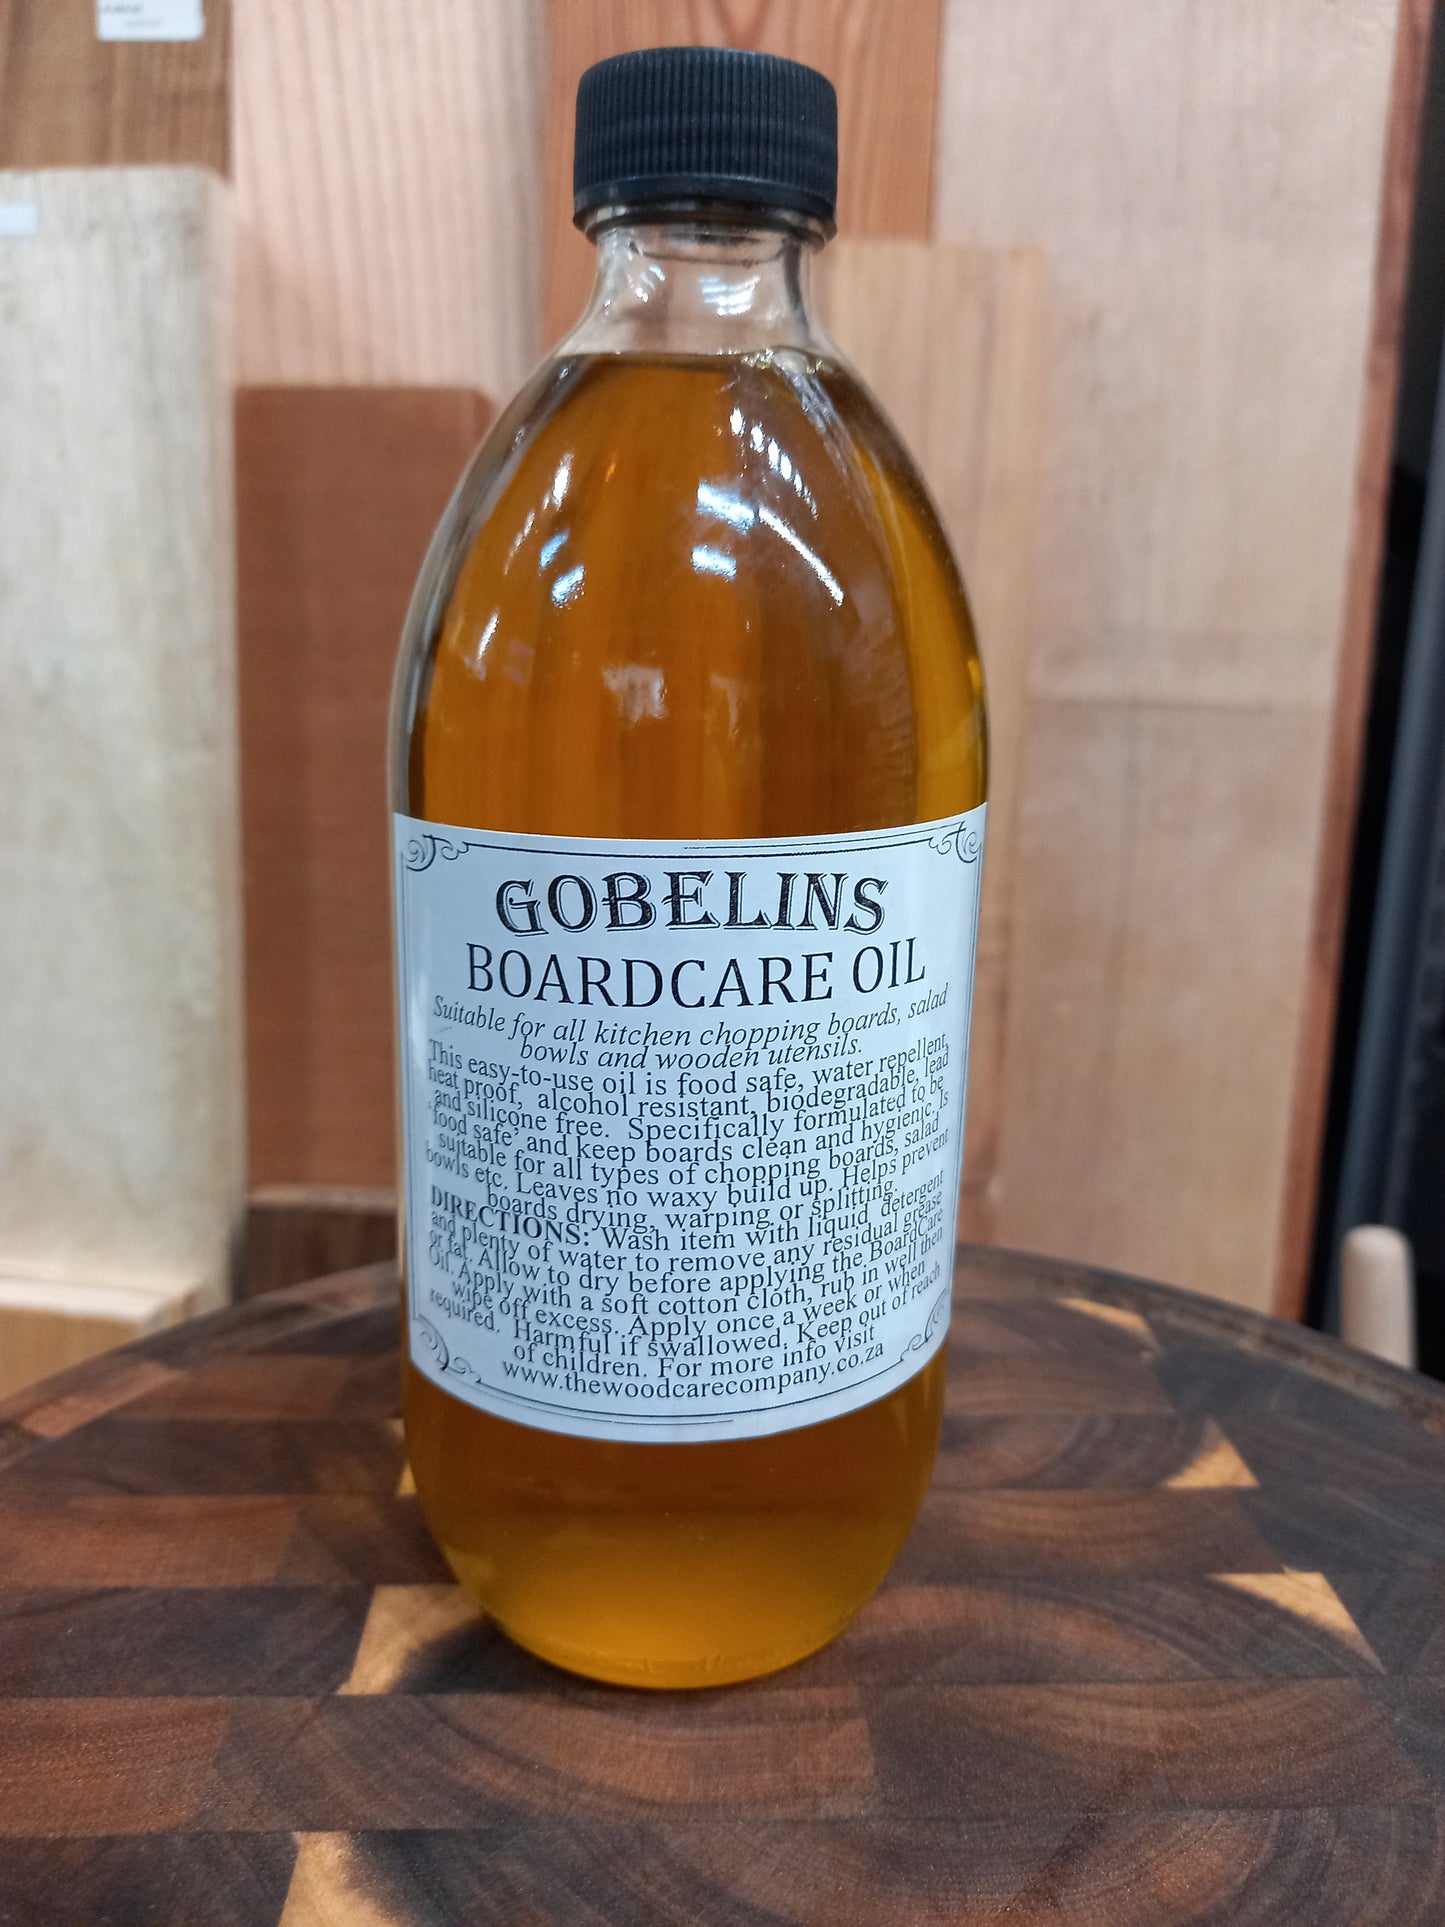 GOBELINS
BOARDCARE OIL
Suitable for all kitchen chopping boards, salad
bowls and wooden utensils.
This easy-to-use oil is food safe, water repellent,
heat proof, alcohol resistant, biodegradable, lead
and silicone free. Specifically formulated to be
'food safe' and keep boards clean and hygienic. Is
suitable for all types of chopping boards, salad
bowls etc. Leaves no waxy build up. Helps prevent
boards drying, warping or splitting.
DIRECTIONS: Wash item with liquid detergent
and plenty of water to remove any residual grease
or fat. Allow to dry before applying the BoardCare
Oil. Apply with a soft cotton cloth, rub in well then
wipe off excess. Apply once a week or when
required. Harmful if swallowed. Keep out of reach
of children. For more info visit
www.thewoodcarecompany.co.za